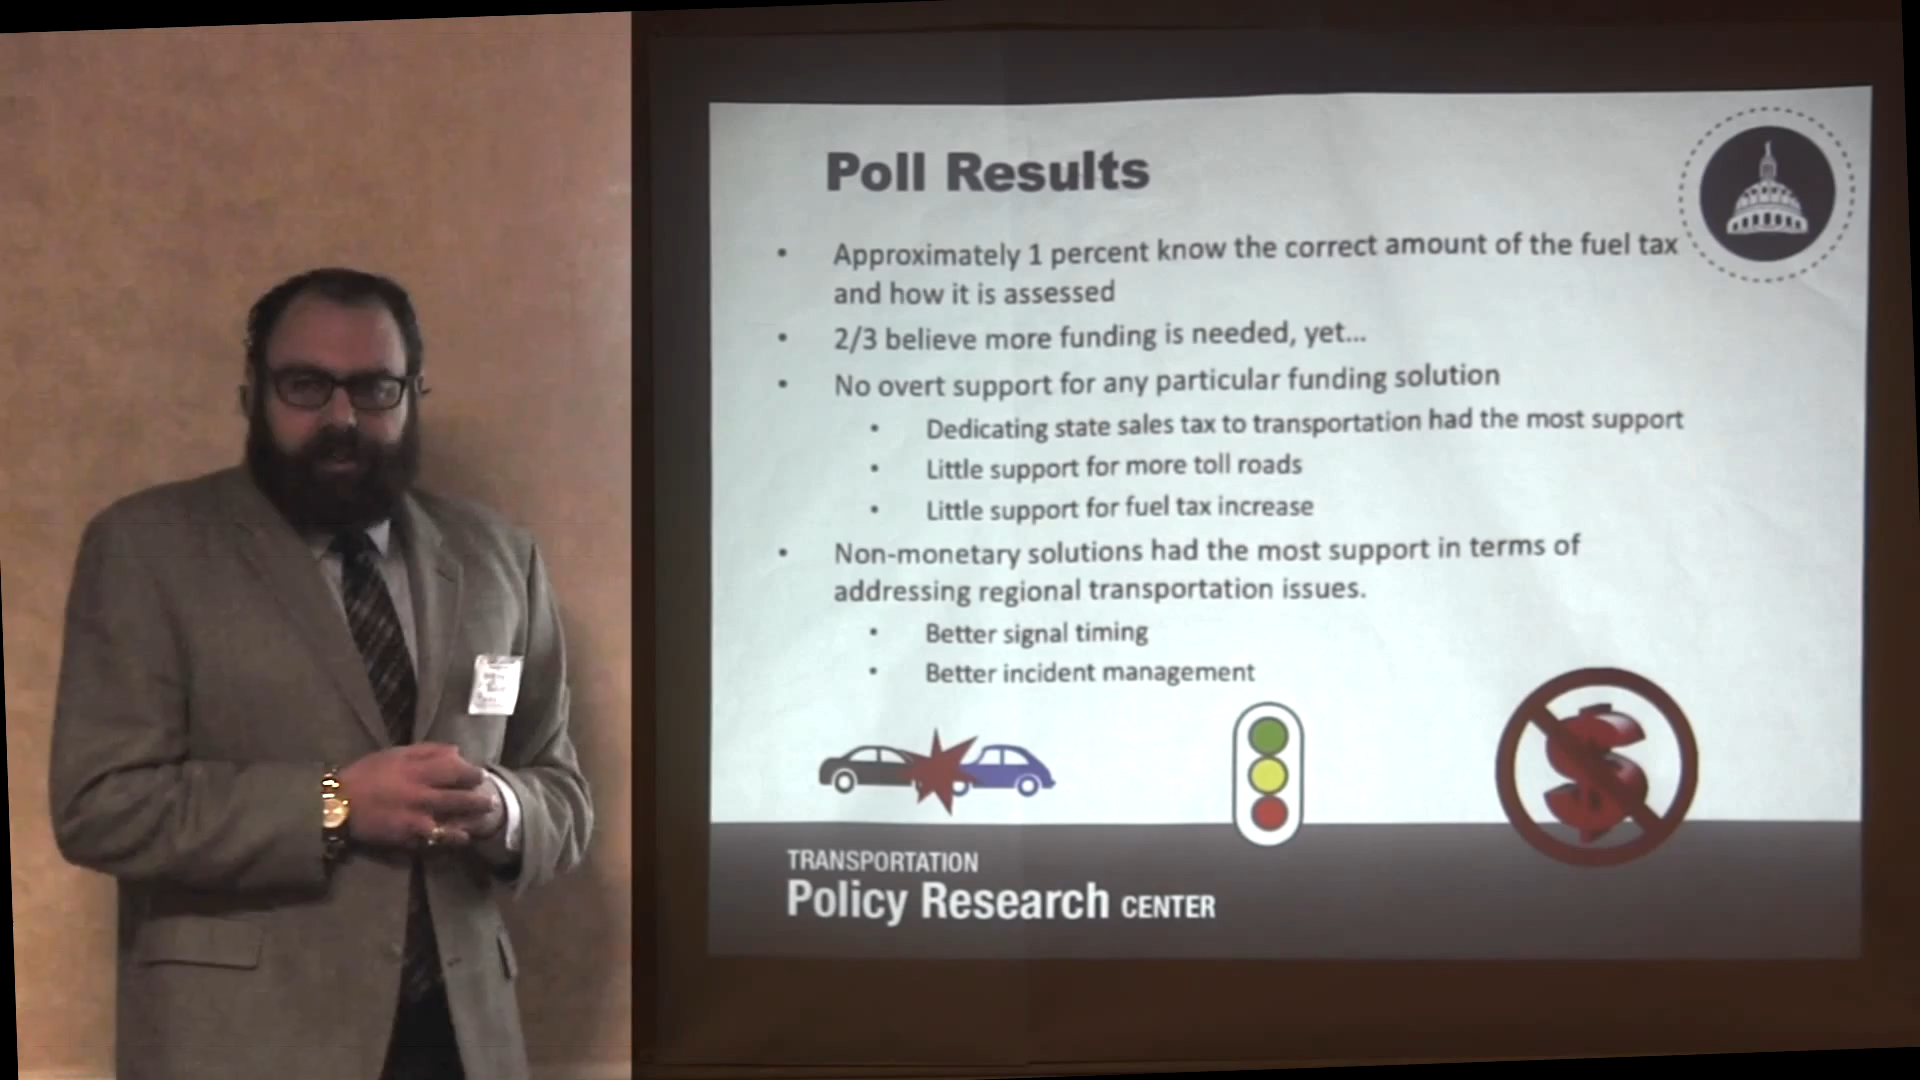 Poll Results
• Approximately 1 percent know the correct amount of the fuel tax
and how it is assessed
• 2/3 believe more funding is needed, yet...
• No overt support for any particular funding solution
• Dedicating state sales tax to transportation had the most support
• Little support for more toll roads
• Little support for fuel tax increase
• Non-monetary solutions had the most support in terms of
addressing regional transportation issues.
• Better signal timing
• Better incident management
TRANSPORTATION
Policy Research CENTER